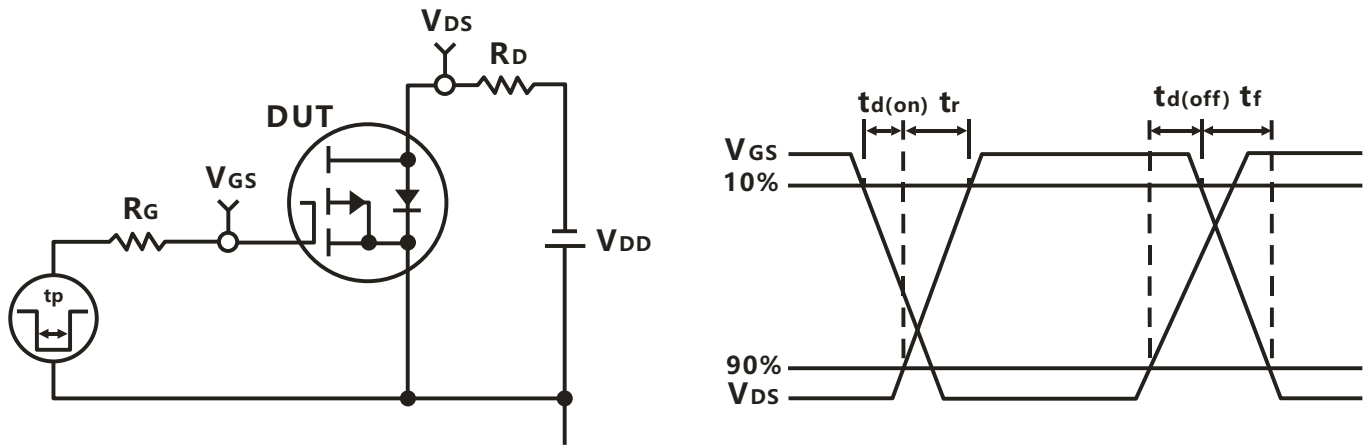 VDS
RD
DUT
VGS
RG
tp
VDD
td(on) tr
td(off) tf
VGS
10%
90%
VDS